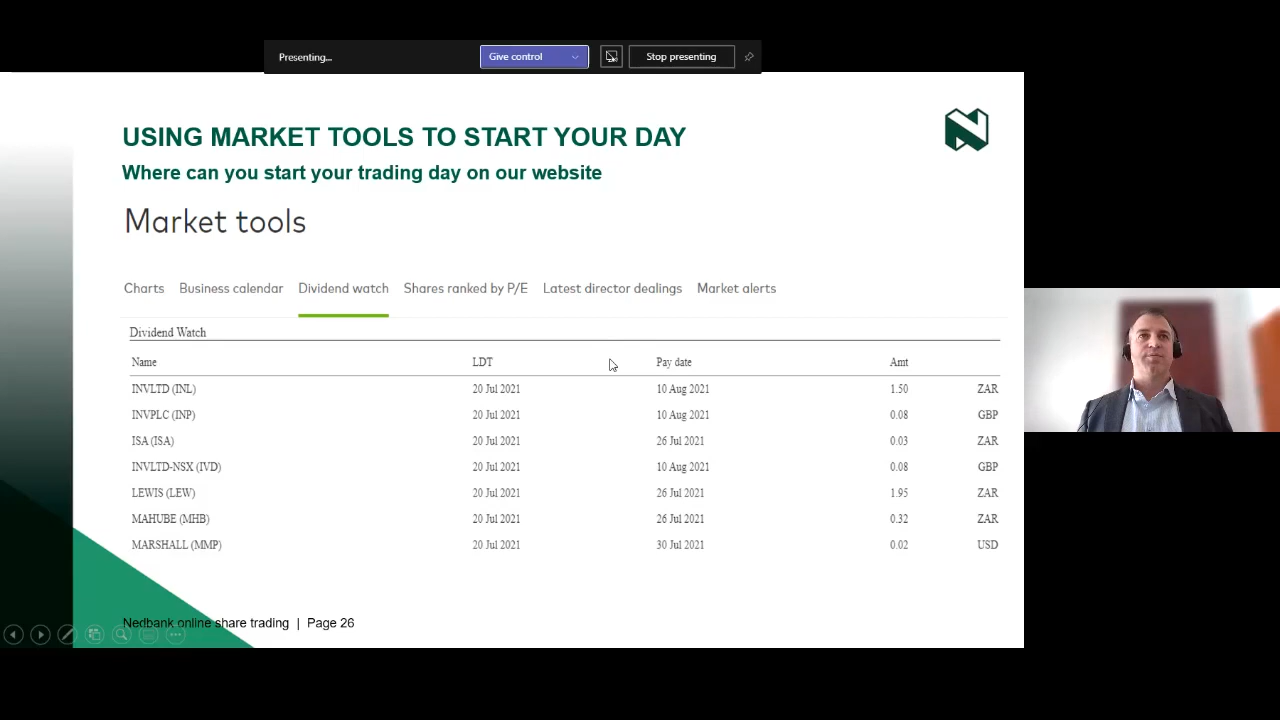 Presenting...
Give control
Stop presenting
USING MARKET TOOLS TO START YOUR DAY
Where can you start your trading day on our website
Market tools
Charts Business calendar Dividend watch Shares ranked by P/E Latest director dealings Market alerts
Dividend Watch
Name LDT Pay date Amt
INVLTD (INL) 20 Jul 2021 10 Aug 2021 1.50 ZAR
INVPLC (INP) 20 Jul 2021 10 Aug 2021 0.08 GBP
ISA (ISA) 20 Jul 2021 26 Jul 2021 0.03 ZAR
INVLTD-NSX (IVD) 20 Jul 2021 10 Aug 2021 0.08 GBP
LEWIS (LEW) 20 Jul 2021 26 Jul 2021 1.95 ZAR
MAHUBE (MHB) 20 Jul 2021 26 Jul 2021 0.32 ZAR
MARSHALL (MMP) 20 Jul 2021 30 Jul 2021 0.02 USD
Nedbank online share trading | Page 26